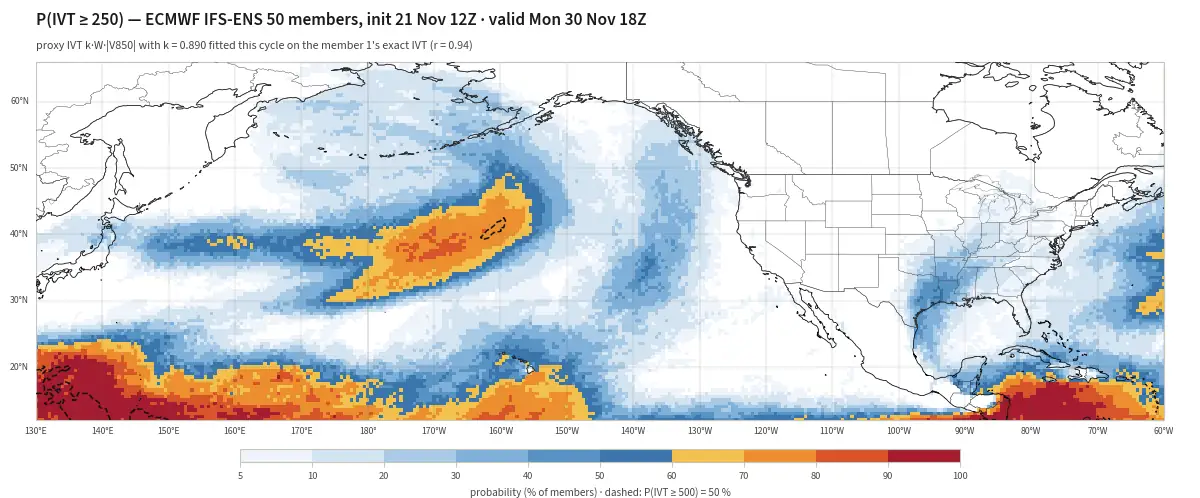 P(IVT ≥ 250) — ECMWF IFS-ENS 50 members, init 21 Nov 12Z · valid Mon 30 Nov 18Z
proxy IVT k·W·|V850| with k = 0.890 fitted this cycle on the member 1's exact IVT (r = 0.94)
60°N
50°N
40°N
30°N
20°N
130°E 140°E 150°E 160°E 170°E 180° 170°W 160°W 150°W 140°W 130°W 120°W 110°W 100°W 90°W 80°W 70°W 60°W
5 10 20 30 40 50 60 70 80 90 100
probability (% of members) · dashed: P(IVT ≥ 500) = 50 %